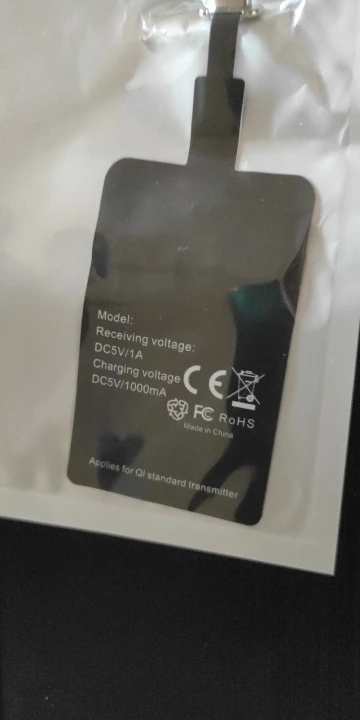 Model:
Receiving voltage:
DC5V/1A
Charging voltage
DC5V/1000mA
CE
FC RoHS
Made in China
Applies for QI standard transmitter